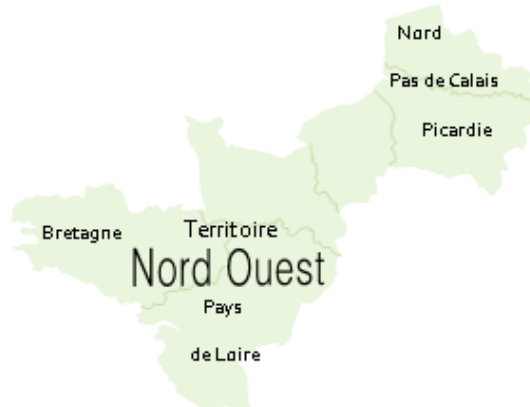 Nord
Pas de Calais
Picardie
Bretagne
Territoire
Nord Ouest
Pays
de Loire